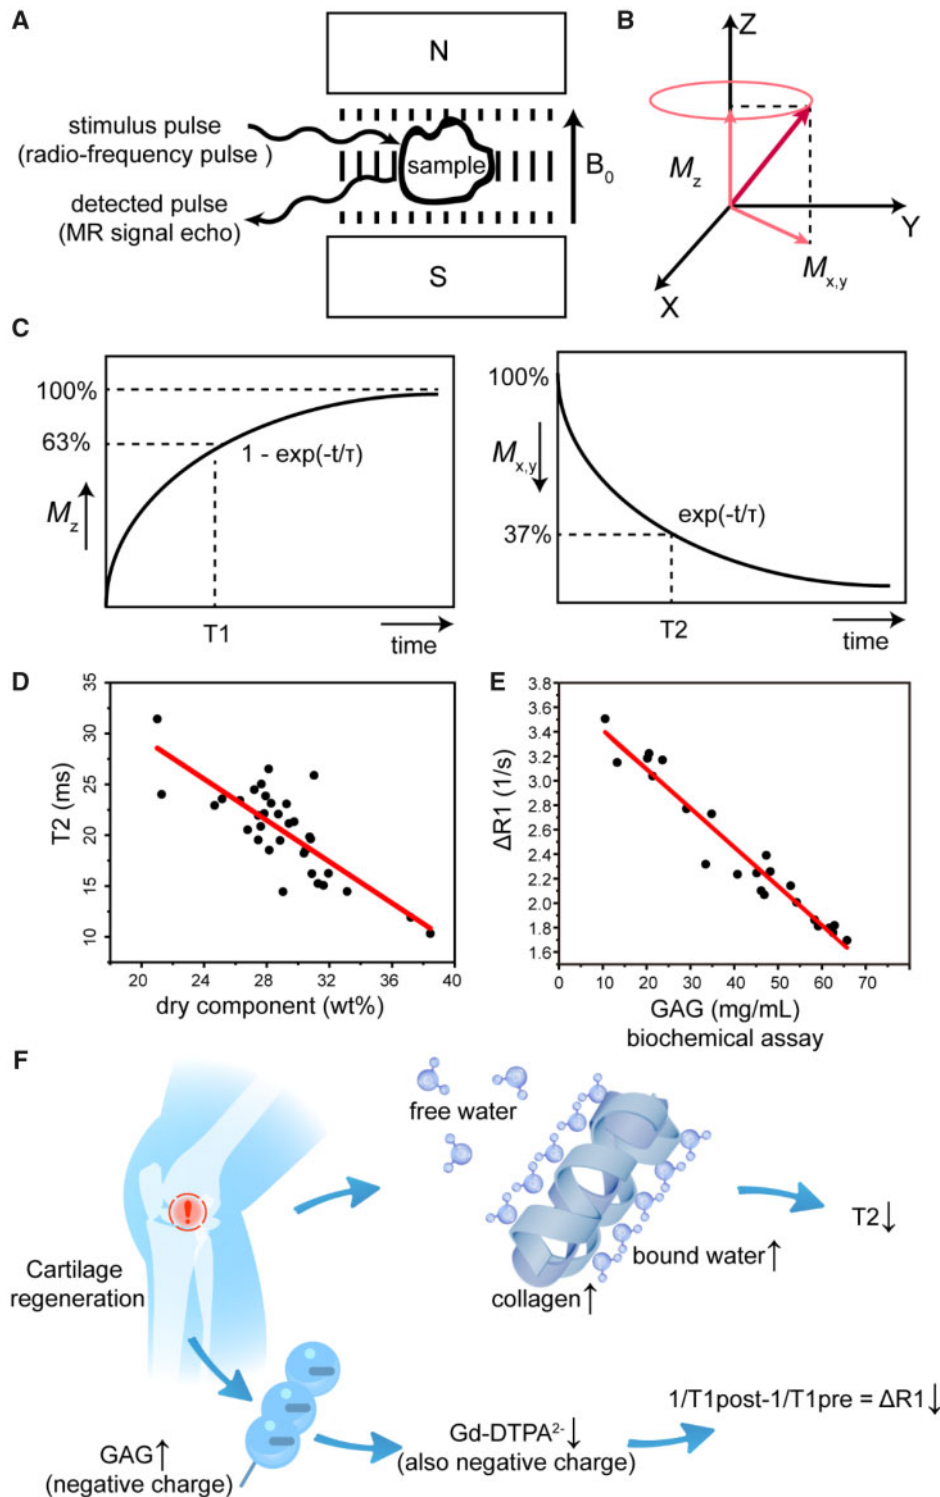 A
N
stimulus pulse
(radio-frequency pulse )
sample
detected pulse
(MR signal echo)
B0
S
B
Z
Mz
Y
Mx,y
X
C
100%
63%
1 - exp(-t/τ)
Mz
T1
time
100%
Mx,y
37%
exp(-t/τ)
T2
time
D
35
30
25
20
15
10
T2 (ms)
20 24 28 32 36 40
dry component (wt%)
E
3.8
3.6
3.2
2.8
2.6
2.4
2.2
2.0
1.8
1.6
ΔR1 (1/s)
0 10 20 30 40 50 60 70
GAG (mg/mL)
biochemical assay
F
free water
Cartilage
regeneration
bound water↑
collagen↑
T2↓
GAG↑
(negative charge)
Gd-DTPA²⁻↓
(also negative charge)
1/T1post-1/T1pre = ΔR1↓